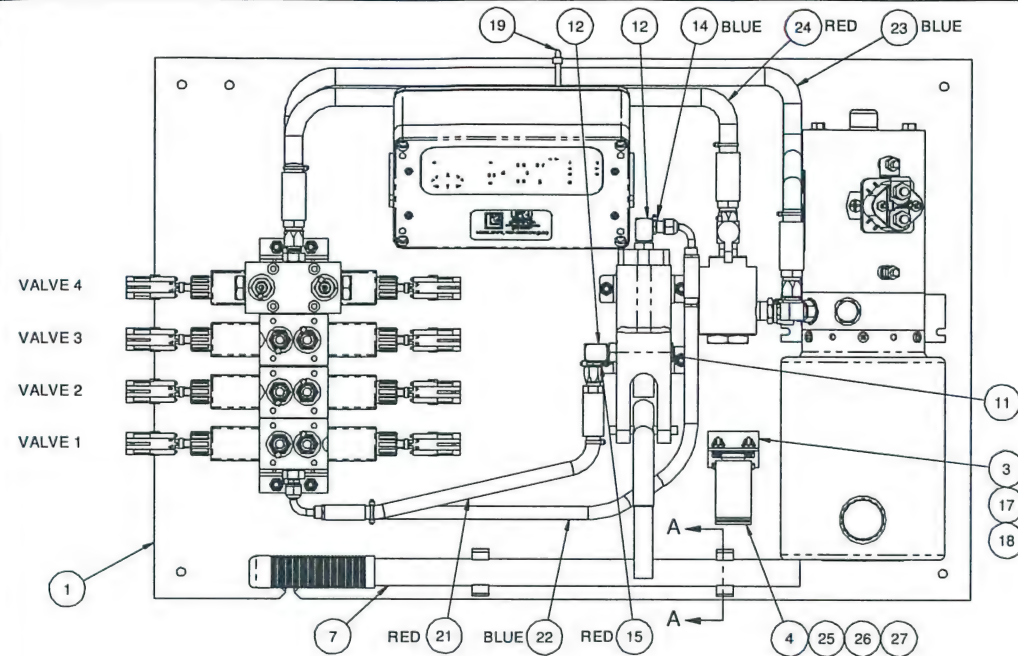 19 12 12 14 BLUE 24 RED 23 BLUE
VALVE 4
VALVE 3
VALVE 2
VALVE 1
11
3
17
18
A
A
1
7 RED 21 BLUE 22 RED 15 4 25 26 27